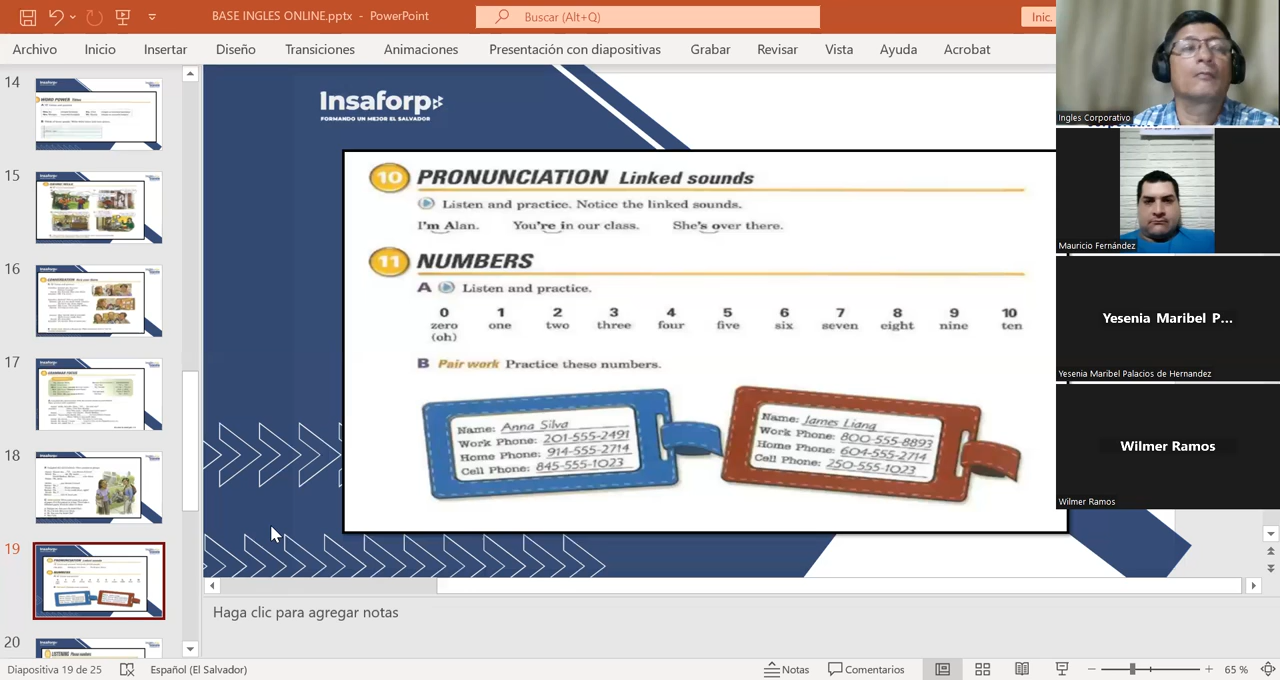 BASE INGLES ONLINE.pptx - PowerPoint
Buscar (Alt+Q)
Inic.
Archivo Inicio Insertar Diseño Transiciones Animaciones Presentación con diapositivas Grabar Revisar Vista Ayuda Acrobat
14
15
16
17
18
19
20
Insaforp
FORMANDO UN MEJOR EL SALVADOR
10 PRONUNCIATION Linked sounds
Listen and practice. Notice the linked sounds.
I'm Alan. You're in our class. She's over there.
11 NUMBERS
A Listen and practice.
0 1 2 3 4 5 6 7 8 9 10
zero one two three four five six seven eight nine ten
(oh)
B Pair work Practice these numbers.
Name: Anna Silva
Work Phone: 201-555-2491
Home Phone: 914-555-2714
Cell Phone: 845-555-1023
Name: James Liang
Work Phone: 800-555-8893
Home Phone: 604-555-2714
Cell Phone: 250-555-1023
Ingles Corporativo
Mauricio Fernández
Yesenia Maribel P...
Yesenia Maribel Palacios de Hernandez
Wilmer Ramos
Wilmer Ramos
Haga clic para agregar notas
Diapositiva 19 de 25 Español (El Salvador) Notas Comentarios 65 %